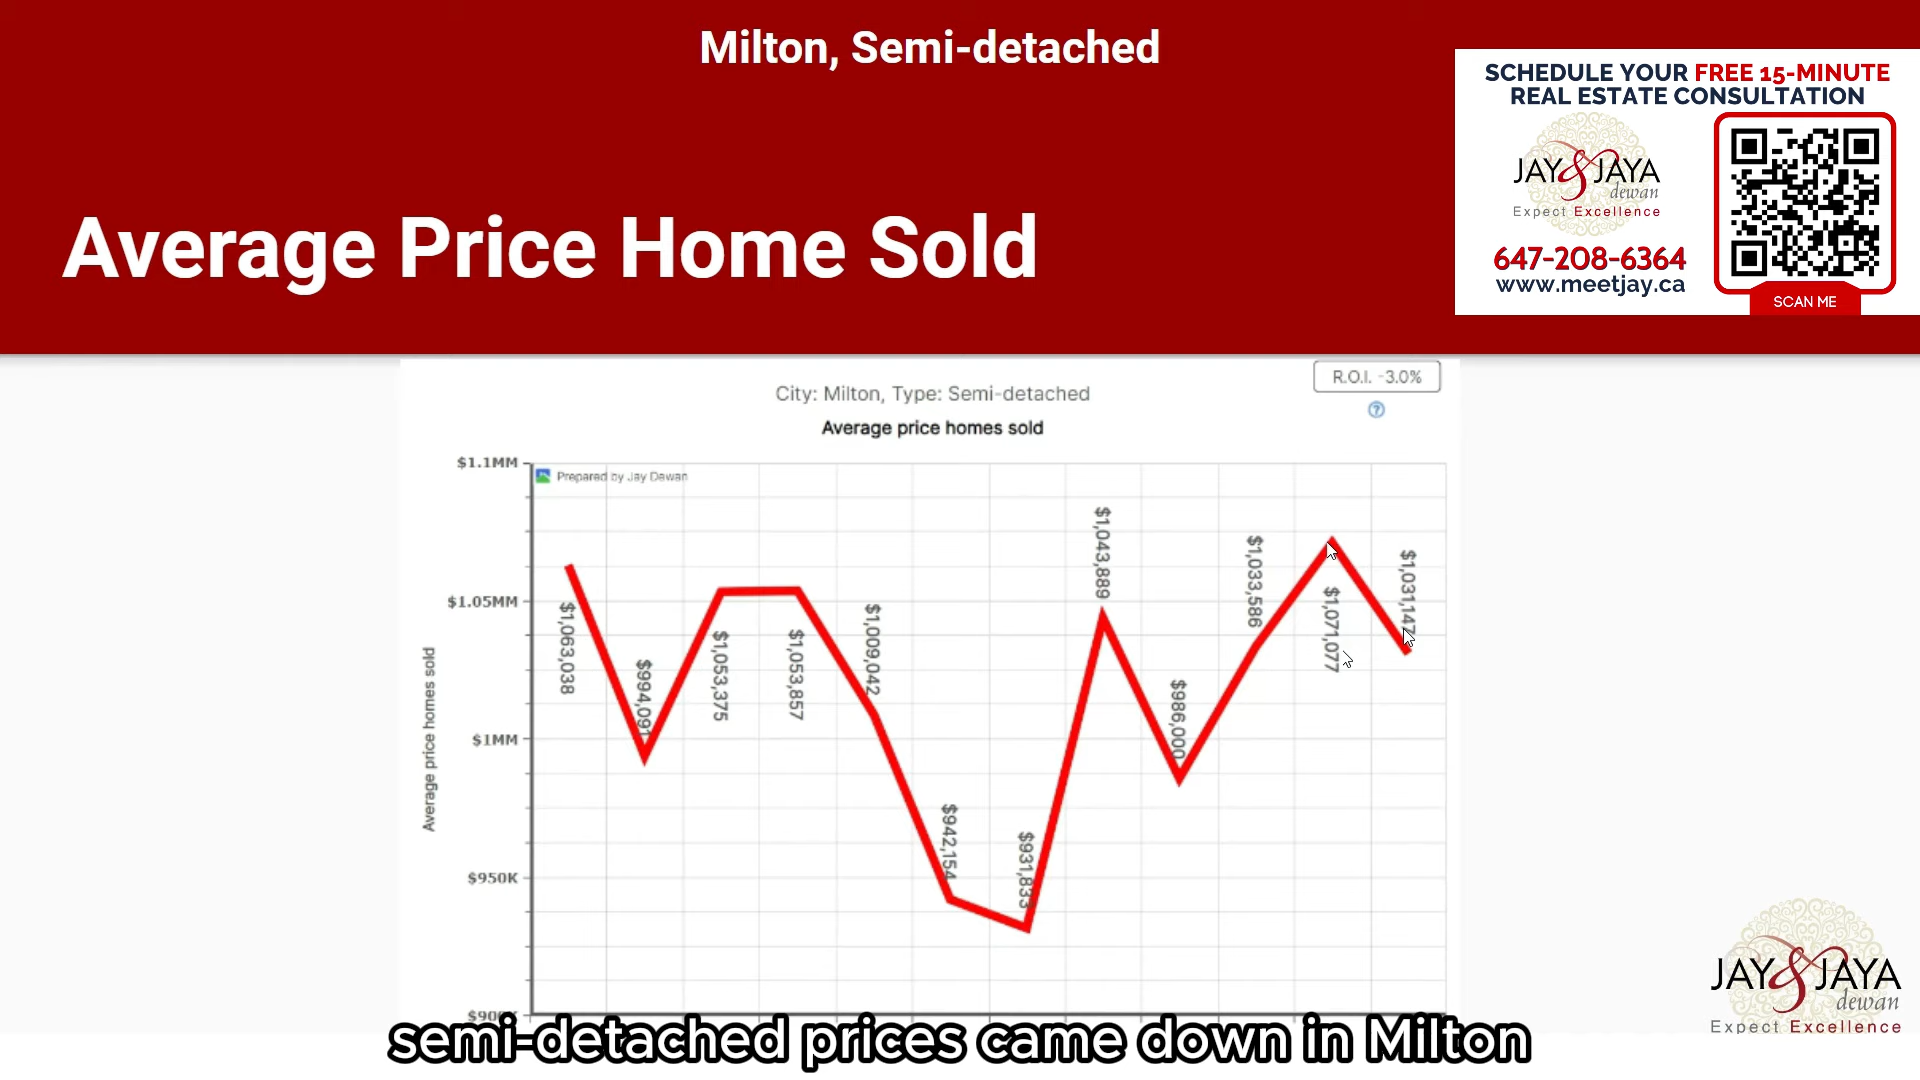 Milton, Semi-detached
SCHEDULE YOUR FREE 15-MINUTE
REAL ESTATE CONSULTATION
JAY & JAYA
dewan
Expect Excellence
647-208-6364
www.meetjay.ca
SCAN ME
Average Price Home Sold
R.O.I. -3.0%
City: Milton, Type: Semi-detached
Average price homes sold
Prepared by Jay Dewan
$1.1MM
$1.05MM
$1MM
$950K
Average price homes sold
$1,063,038
$994,091
$1,053,375
$1,053,857
$1,009,042
$942,154
$931,833
$1,043,889
$986,000
$1,033,586
$1,071,077
$1,031,147
semi-detached prices came down in Milton
JAY & JAYA
dewan
Expect Excellence